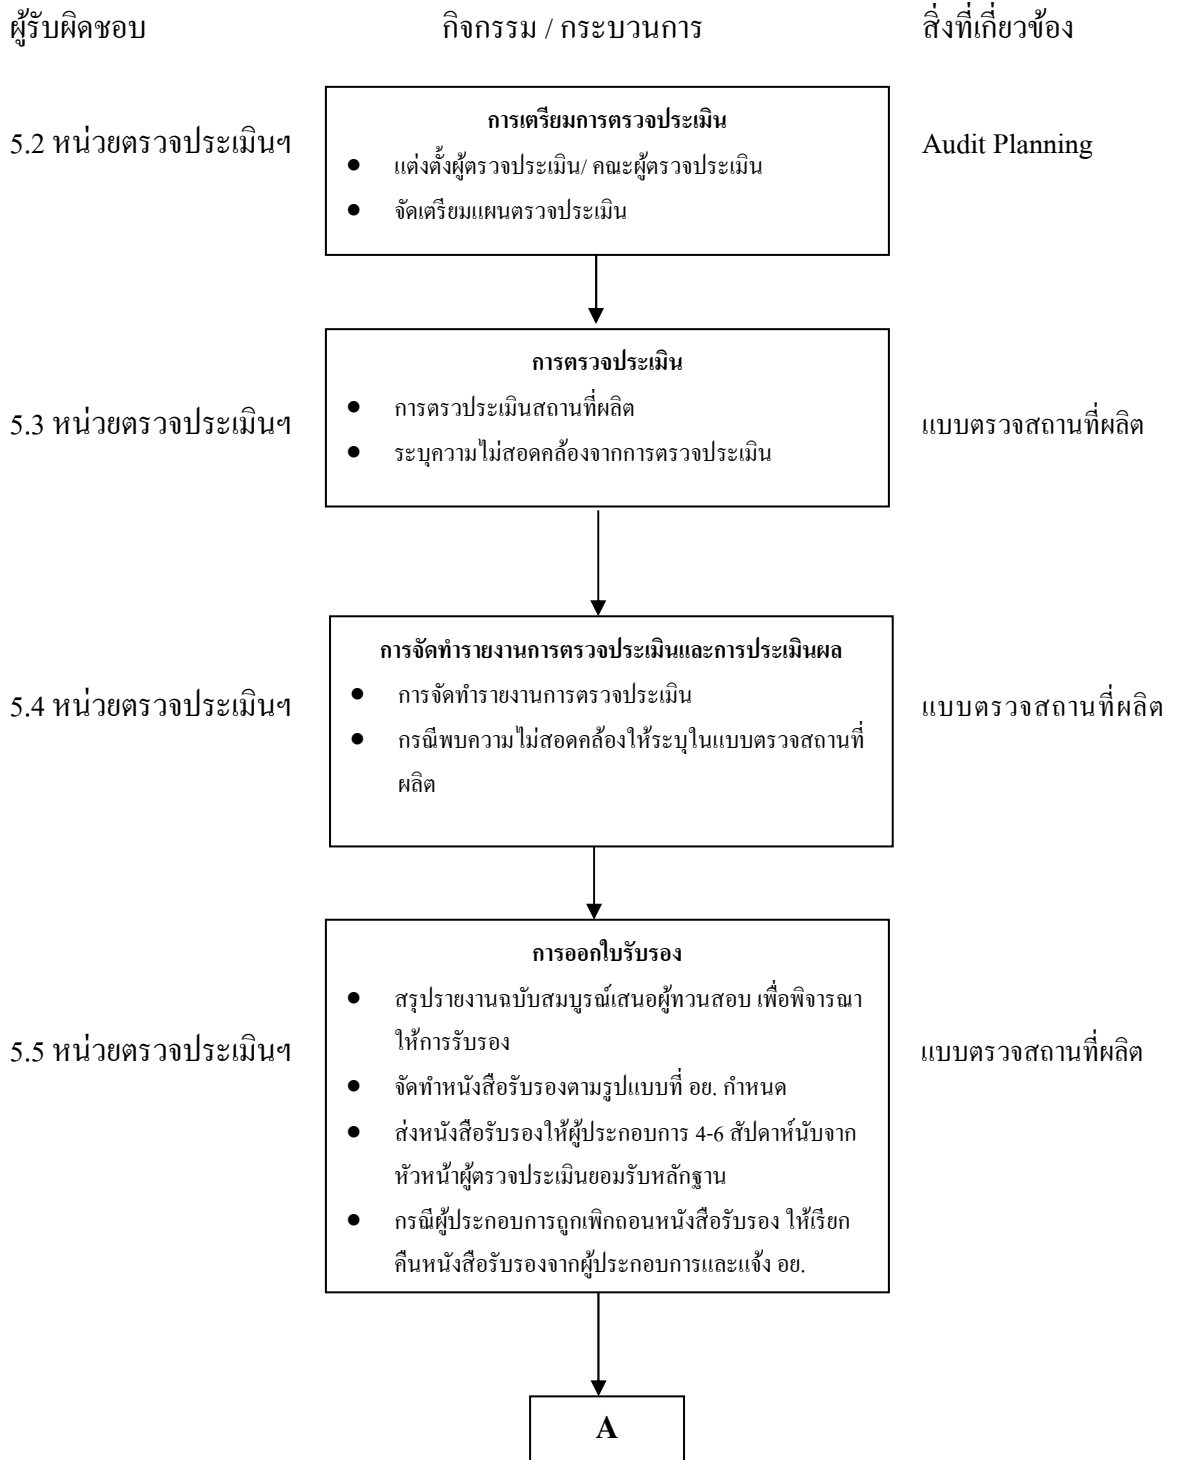 ผู้รับผิดชอบ กิจกรรม / กระบวนการ สิ่งที่เกี่ยวข้อง
การเตรียมการตรวจประเมิน
5.2 หน่วยตรวจประเมินฯ
● แต่งตั้งผู้ตรวจประเมิน/ คณะผู้ตรวจประเมิน
● จัดเตรียมแผนตรวจประเมิน
Audit Planning
การตรวจประเมิน
5.3 หน่วยตรวจประเมินฯ
● การตรวประเมินสถานที่ผลิต
● ระบุความไม่สอดคล้องจากการตรวจประเมิน
แบบตรวจสถานที่ผลิต
การจัดทำรายงานการตรวจประเมินและการประเมินผล
5.4 หน่วยตรวจประเมินฯ
● การจัดทำรายงานการตรวจประเมิน
● กรณีพบความไม่สอดคล้องให้ระบุในแบบตรวจสถานที่
ผลิต
แบบตรวจสถานที่ผลิต
การออกใบรับรอง
5.5 หน่วยตรวจประเมินฯ
● สรุปรายงานฉบับสมบูรณ์เสนอผู้ทวนสอบ เพื่อพิจารณา
ให้การรับรอง
● จัดทำหนังสือรับรองตามรูปแบบที่ อย. กำหนด
● ส่งหนังสือรับรองให้ผู้ประกอบการ 4-6 สัปดาห์นับจาก
หัวหน้าผู้ตรวจประเมินยอมรับหลักฐาน
● กรณีผู้ประกอบการถูกเพิกถอนหนังสือรับรอง ให้เรียก
คืนหนังสือรับรองจากผู้ประกอบการและแจ้ง อย.
แบบตรวจสถานที่ผลิต
A